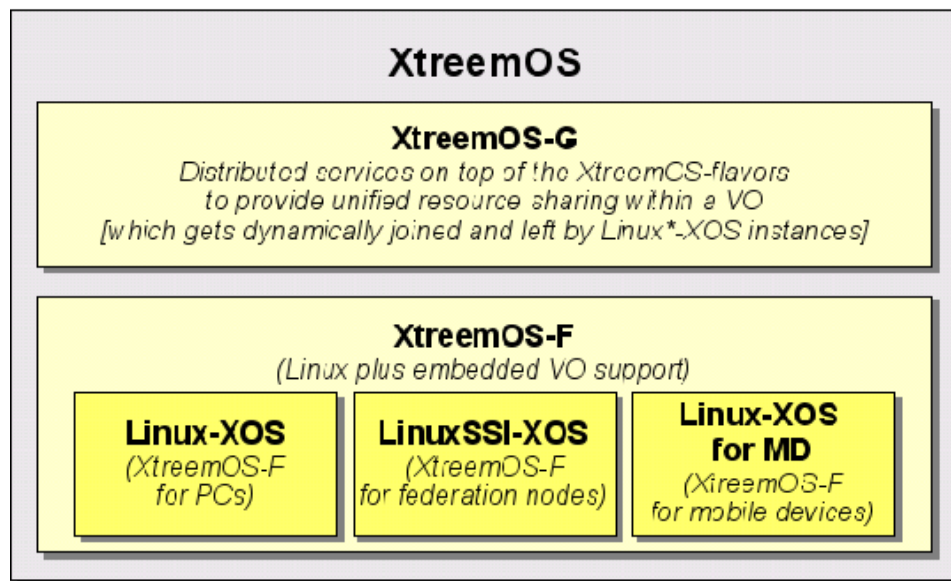 XtreemOS
XtreemOS-G
Distributed services on top of the XtreemOS-flavors
to provide unified resource sharing within a VO
[which gets dynamically joined and left by Linux*-XOS instances]
XtreemOS-F
(Linux plus embedded VO support)
Linux-XOS
(XtreemOS-F
for PCs)
LinuxSSI-XOS
(XtreemOS-F
for federation nodes)
Linux-XOS
for MD
(XtreemOS-F
for mobile devices)